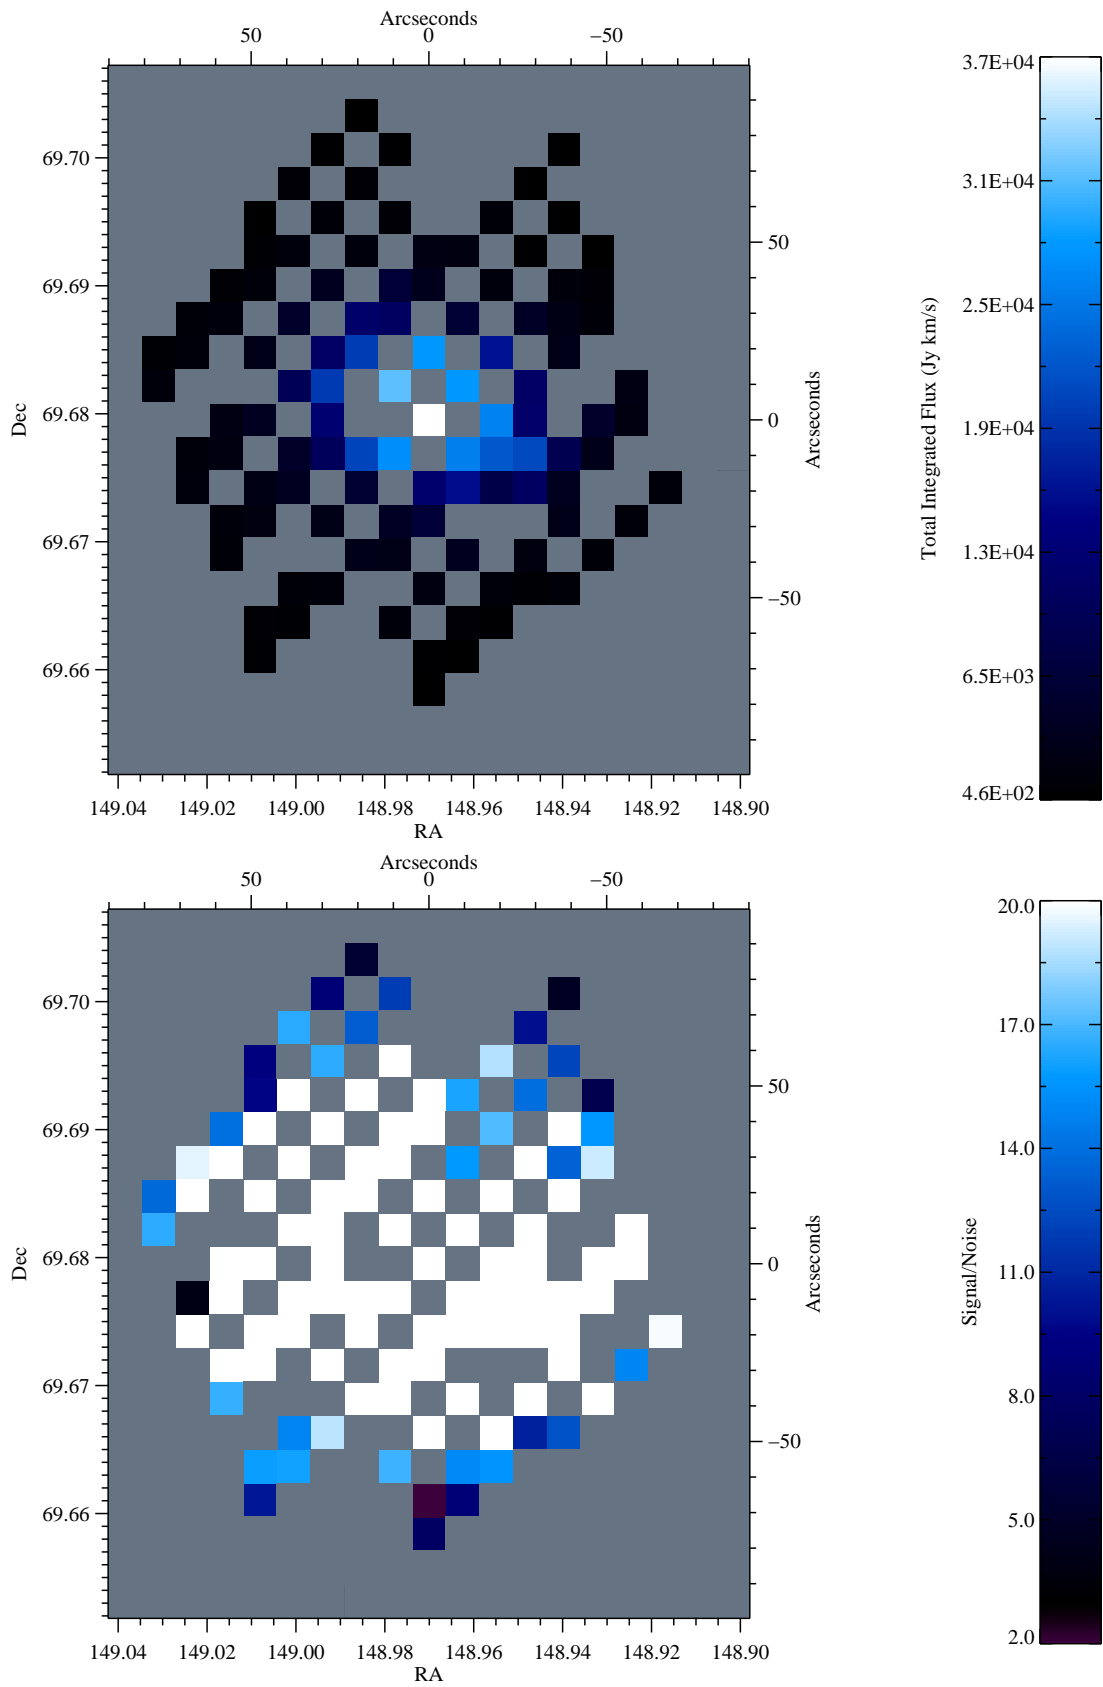 Arcseconds
50 0 −50
69.70
69.69
69.68
69.67
69.66
Dec
50
0
−50
Arcseconds
149.04 149.02 149.00 148.98 148.96 148.94 148.92 148.90
RA
3.7E+04
3.1E+04
2.5E+04
1.9E+04
1.3E+04
6.5E+03
4.6E+02
Total Integrated Flux (Jy km/s)
Arcseconds
50 0 −50
69.70
69.69
69.68
69.67
69.66
Dec
50
0
−50
Arcseconds
149.04 149.02 149.00 148.98 148.96 148.94 148.92 148.90
RA
20.0
17.0
14.0
11.0
8.0
5.0
2.0
Signal/Noise